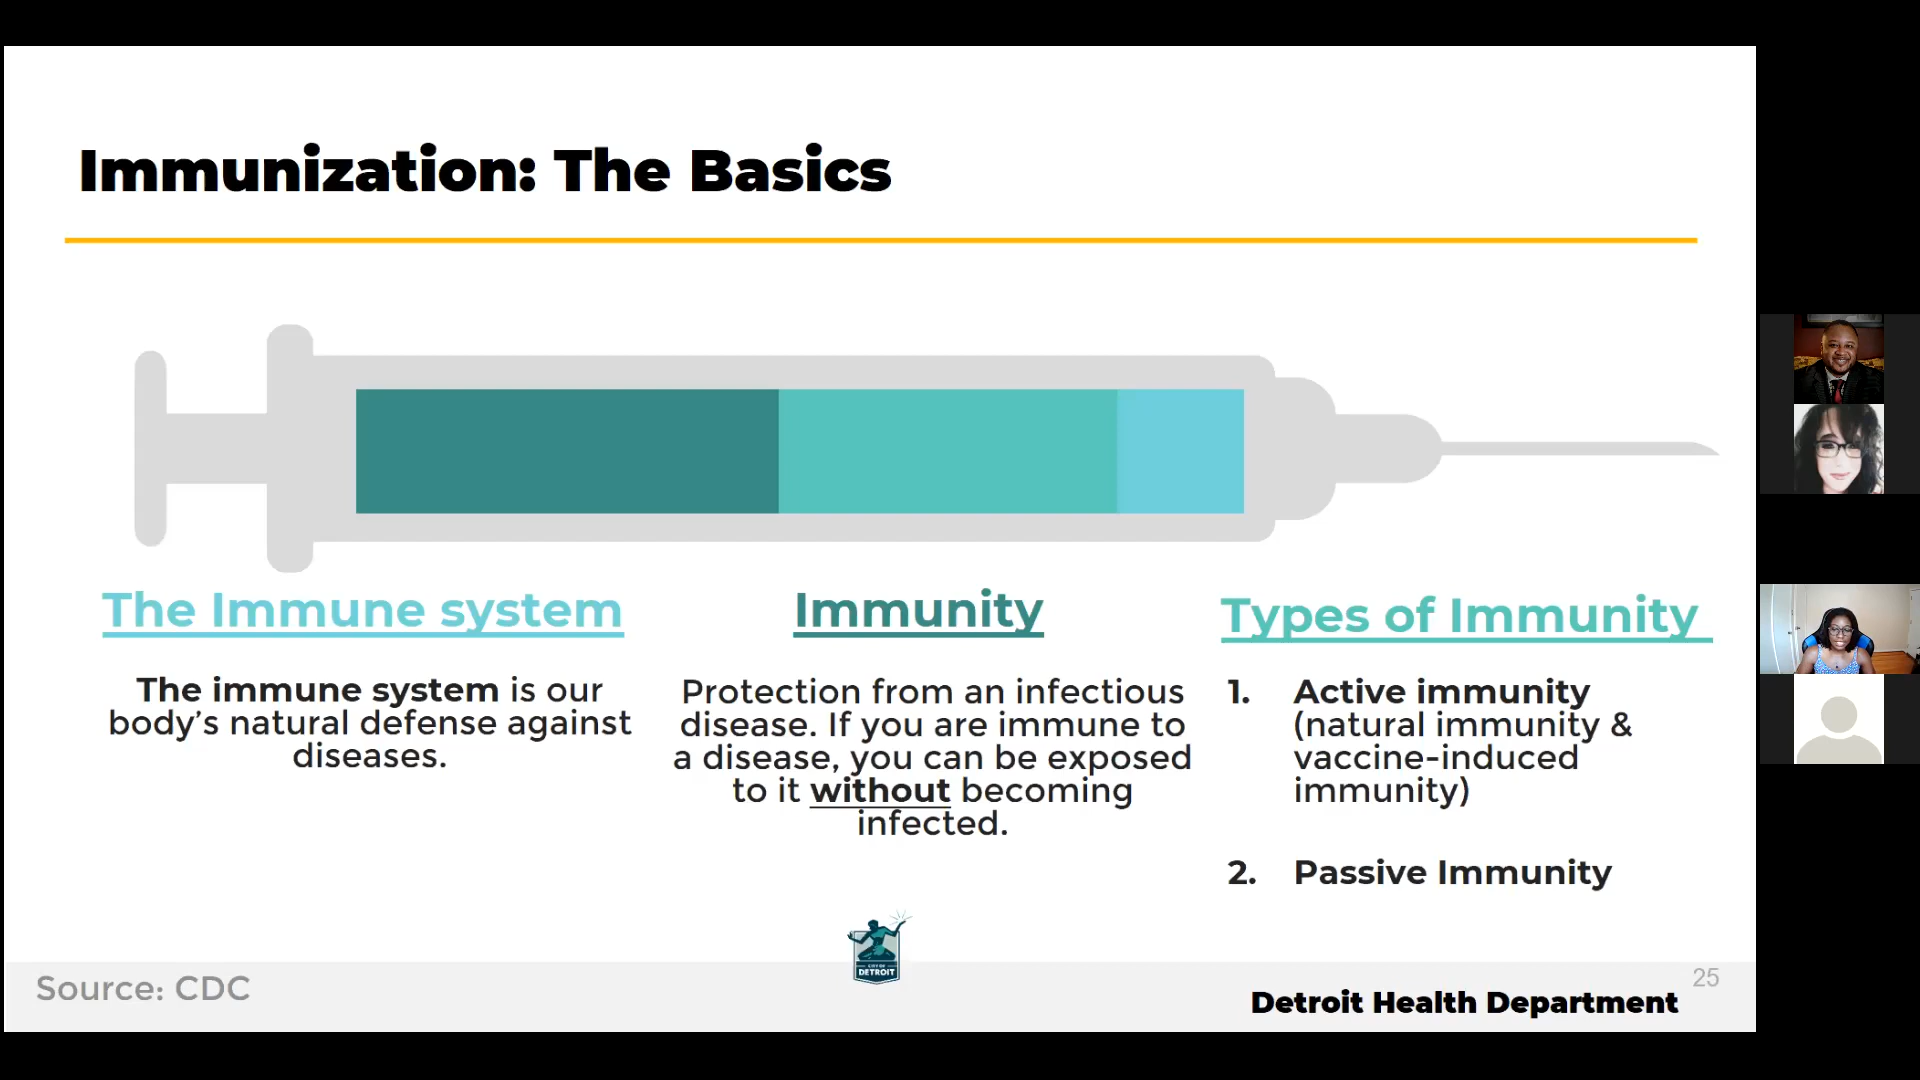 Immunization: The Basics
The Immune system
The immune system is our
body's natural defense against
diseases.
Immunity
Protection from an infectious
disease. If you are immune to
a disease, you can be exposed
to it without becoming
infected.
Types of Immunity
1. Active immunity
(natural immunity &
vaccine-induced
immunity)
2. Passive Immunity
CITY OF
DETROIT
Source: CDC
25
Detroit Health Department